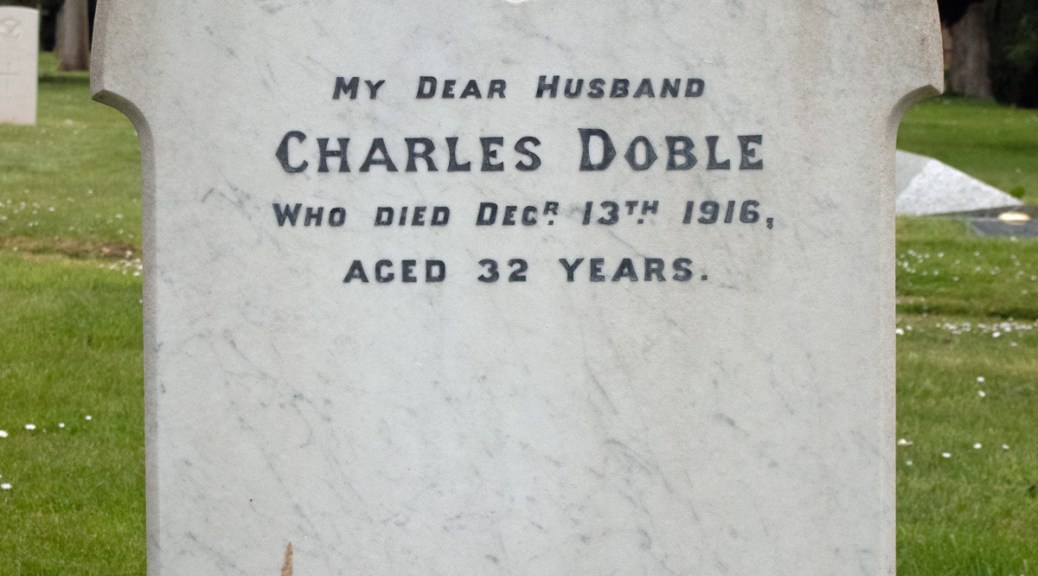 My Dear Husband
Charles Doble
Who died Decr. 13th. 1916,
aged 32 years.